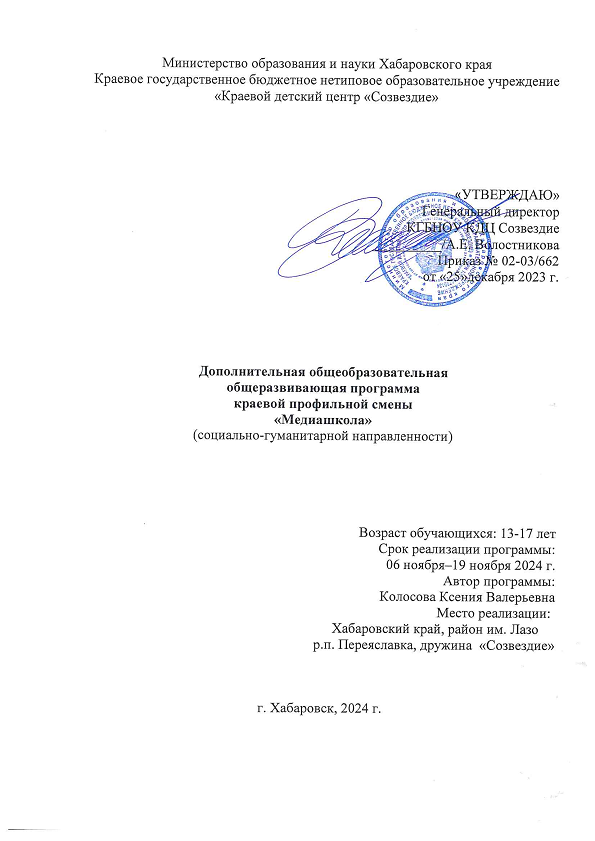 Министерство образования и науки Хабаровского края
Краевое государственное бюджетное нетиповое образовательное учреждение
«Краевой детский центр «Созвездие»
«УТВЕРЖДАЮ»
Генеральный директор
КГБНОУ КДЦ Созвездие
/А.Е. Волостникова
Приказ № 02-03/662
от «25»декабря 2023 г.
Дополнительная общеобразовательная
общеразвивающая программа
краевой профильной смены
«Медиашкола»
(социально-гуманитарной направленности)
Возраст обучающихся: 13-17 лет
Срок реализации программы:
06 ноября–19 ноября 2024 г.
Автор программы:
Колосова Ксения Валерьевна
Место реализации:
Хабаровский край, район им. Лазо
р.п. Переяславка, дружина «Созвездие»
г. Хабаровск, 2024 г.